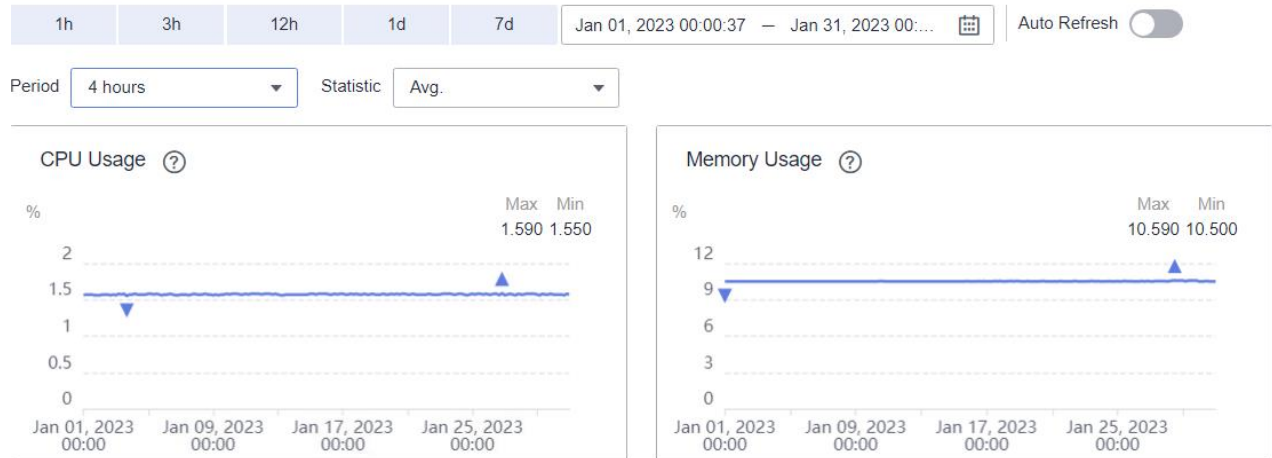 1h 3h 12h 1d 7d Jan 01, 2023 00:00:37 — Jan 31, 2023 00:... Auto Refresh
Period 4 hours Statistic Avg.
CPU Usage ?
%
Max Min
1.590 1.550
2
1.5
1
0.5
0
Jan 01, 2023 Jan 09, 2023 Jan 17, 2023 Jan 25, 2023
00:00 00:00 00:00 00:00
Memory Usage ?
%
Max Min
10.590 10.500
12
9
6
3
0
Jan 01, 2023 Jan 09, 2023 Jan 17, 2023 Jan 25, 2023
00:00 00:00 00:00 00:00